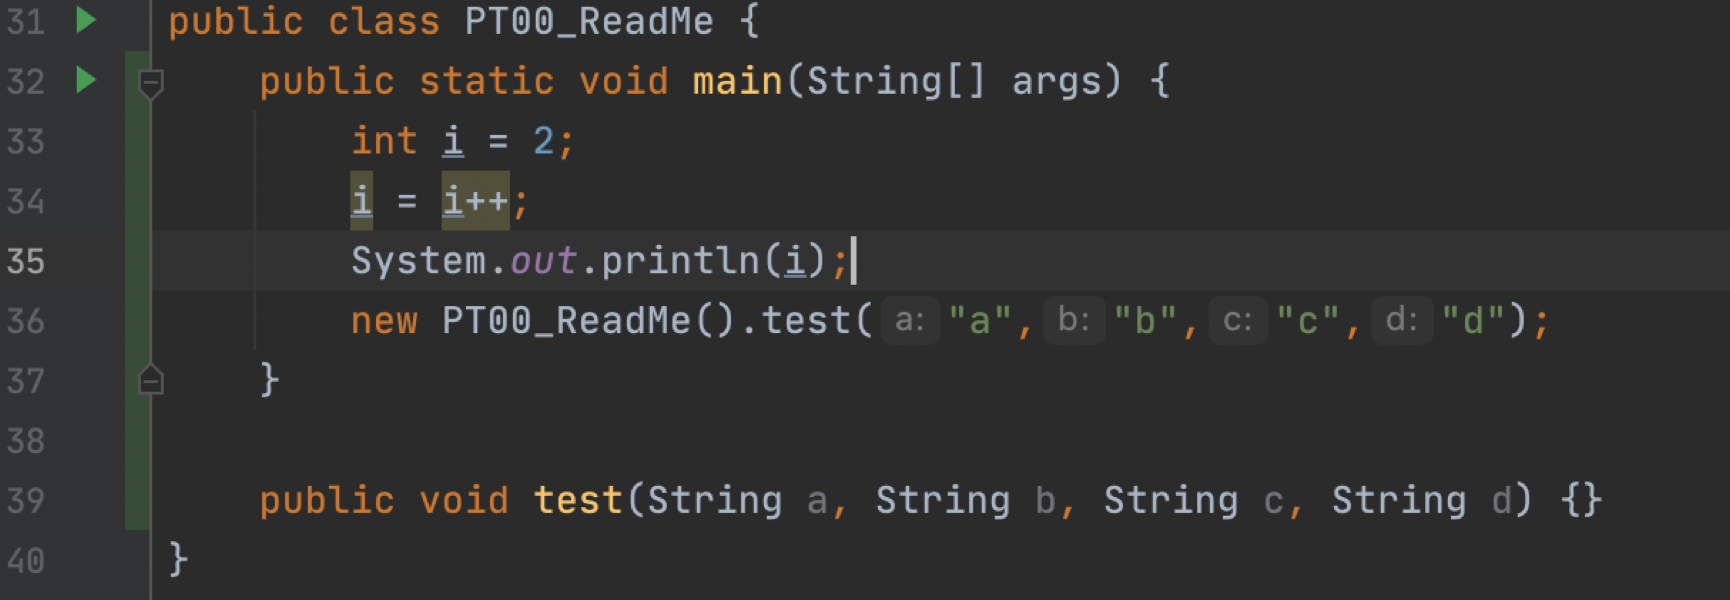 31 public class PT00_ReadMe {
32 public static void main(String[] args) {
33 int i = 2;
34 i = i++;
35 System.out.println(i);
36 new PT00_ReadMe().test( a: "a", b: "b", c: "c", d: "d");
37 }
38
39 public void test(String a, String b, String c, String d) {}
40 }